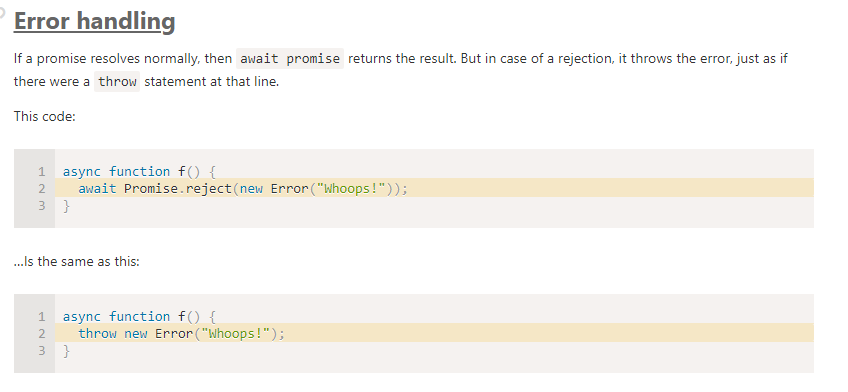 Error handling
If a promise resolves normally, then await promise returns the result. But in case of a rejection, it throws the error, just as if
there were a throw statement at that line.
This code:
1 async function f() {
2   await Promise.reject(new Error("Whoops!"));
3 }
…Is the same as this:
1 async function f() {
2   throw new Error("Whoops!");
3 }